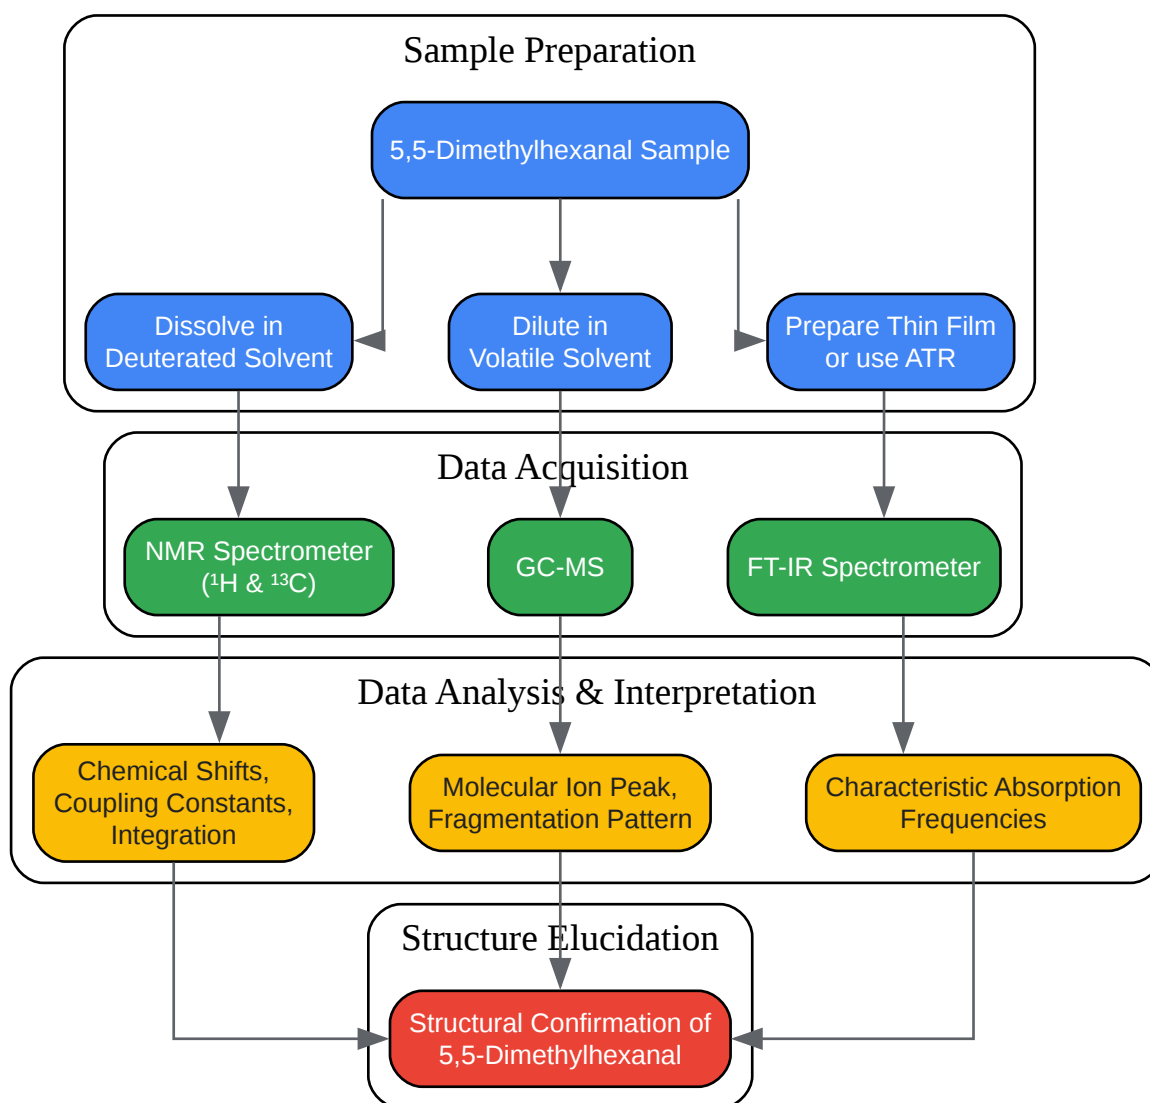 Sample Preparation
5,5-Dimethylhexanal Sample
Dissolve in
Deuterated Solvent
Dilute in
Volatile Solvent
Prepare Thin Film
or use ATR
Data Acquisition
NMR Spectrometer
(¹H & ¹³C)
GC-MS
FT-IR Spectrometer
Data Analysis & Interpretation
Chemical Shifts,
Coupling Constants,
Integration
Molecular Ion Peak,
Fragmentation Pattern
Characteristic Absorption
Frequencies
Structure Elucidation
Structural Confirmation of
5,5-Dimethylhexanal